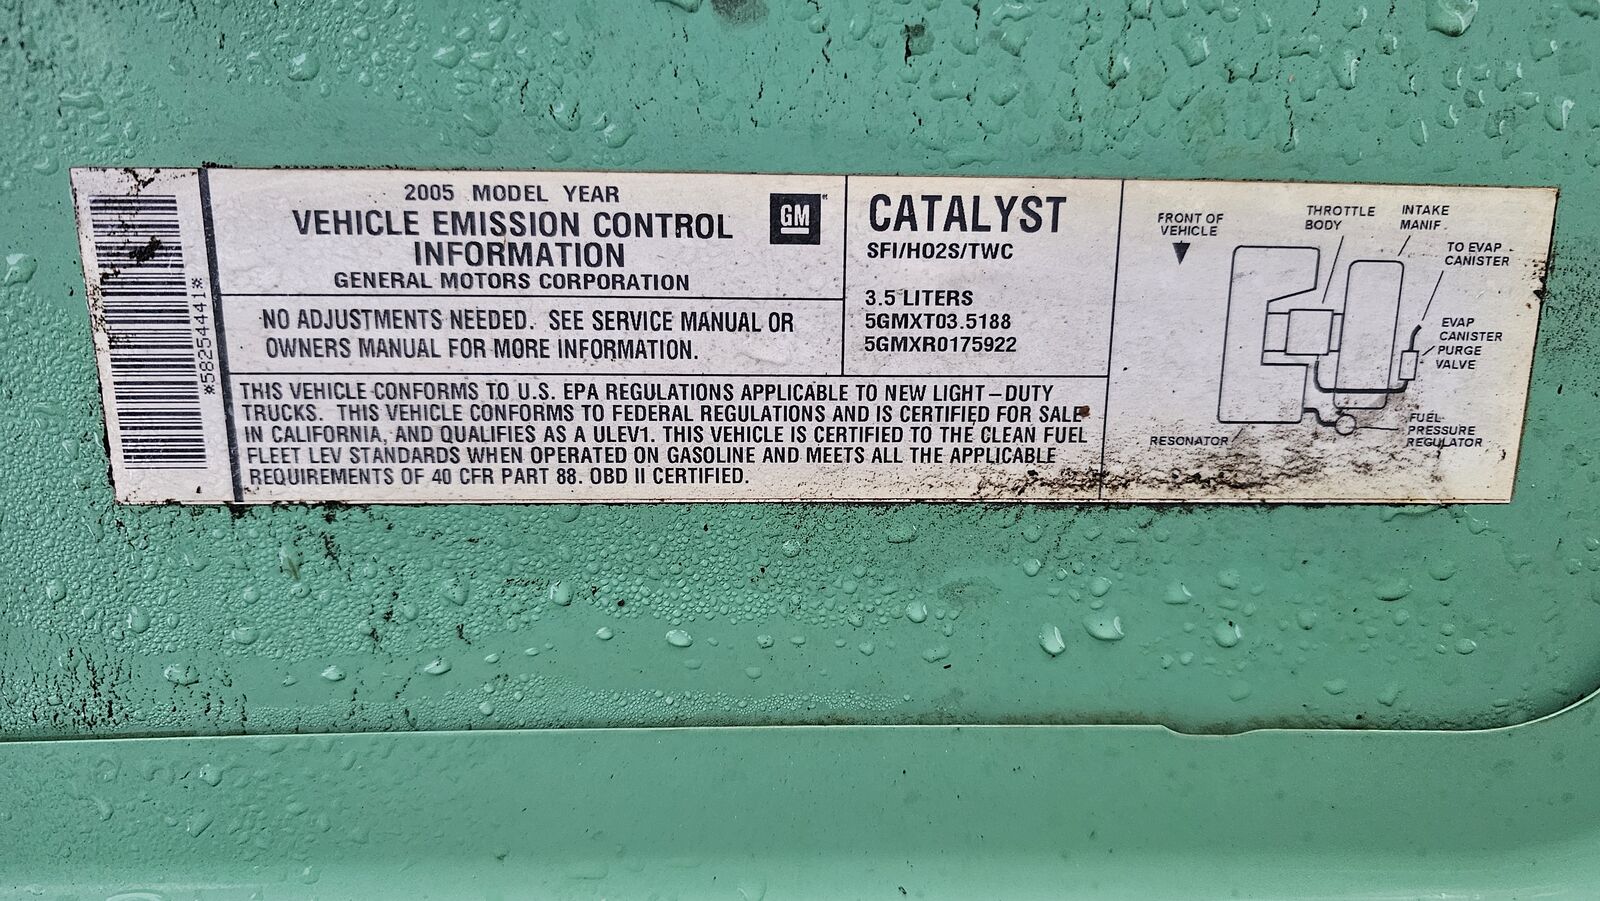 *58254441*
2005 MODEL YEAR
VEHICLE EMISSION CONTROL
INFORMATION
GENERAL MOTORS CORPORATION
GM
NO ADJUSTMENTS NEEDED. SEE SERVICE MANUAL OR
OWNERS MANUAL FOR MORE INFORMATION.
CATALYST
SFI/HO2S/TWC
3.5 LITERS
5GMXT03.5188
5GMXR0175922
THIS VEHICLE CONFORMS TO U.S. EPA REGULATIONS APPLICABLE TO NEW LIGHT-DUTY
TRUCKS. THIS VEHICLE CONFORMS TO FEDERAL REGULATIONS AND IS CERTIFIED FOR SALE
IN CALIFORNIA, AND QUALIFIES AS A ULEV1. THIS VEHICLE IS CERTIFIED TO THE CLEAN FUEL
FLEET LEV STANDARDS WHEN OPERATED ON GASOLINE AND MEETS ALL THE APPLICABLE
REQUIREMENTS OF 40 CFR PART 88. OBD II CERTIFIED.
FRONT OF
VEHICLE
THROTTLE
BODY
INTAKE
MANIF.
TO EVAP
CANISTER
EVAP
CANISTER
PURGE
VALVE
FUEL
PRESSURE
REGULATOR
RESONATOR